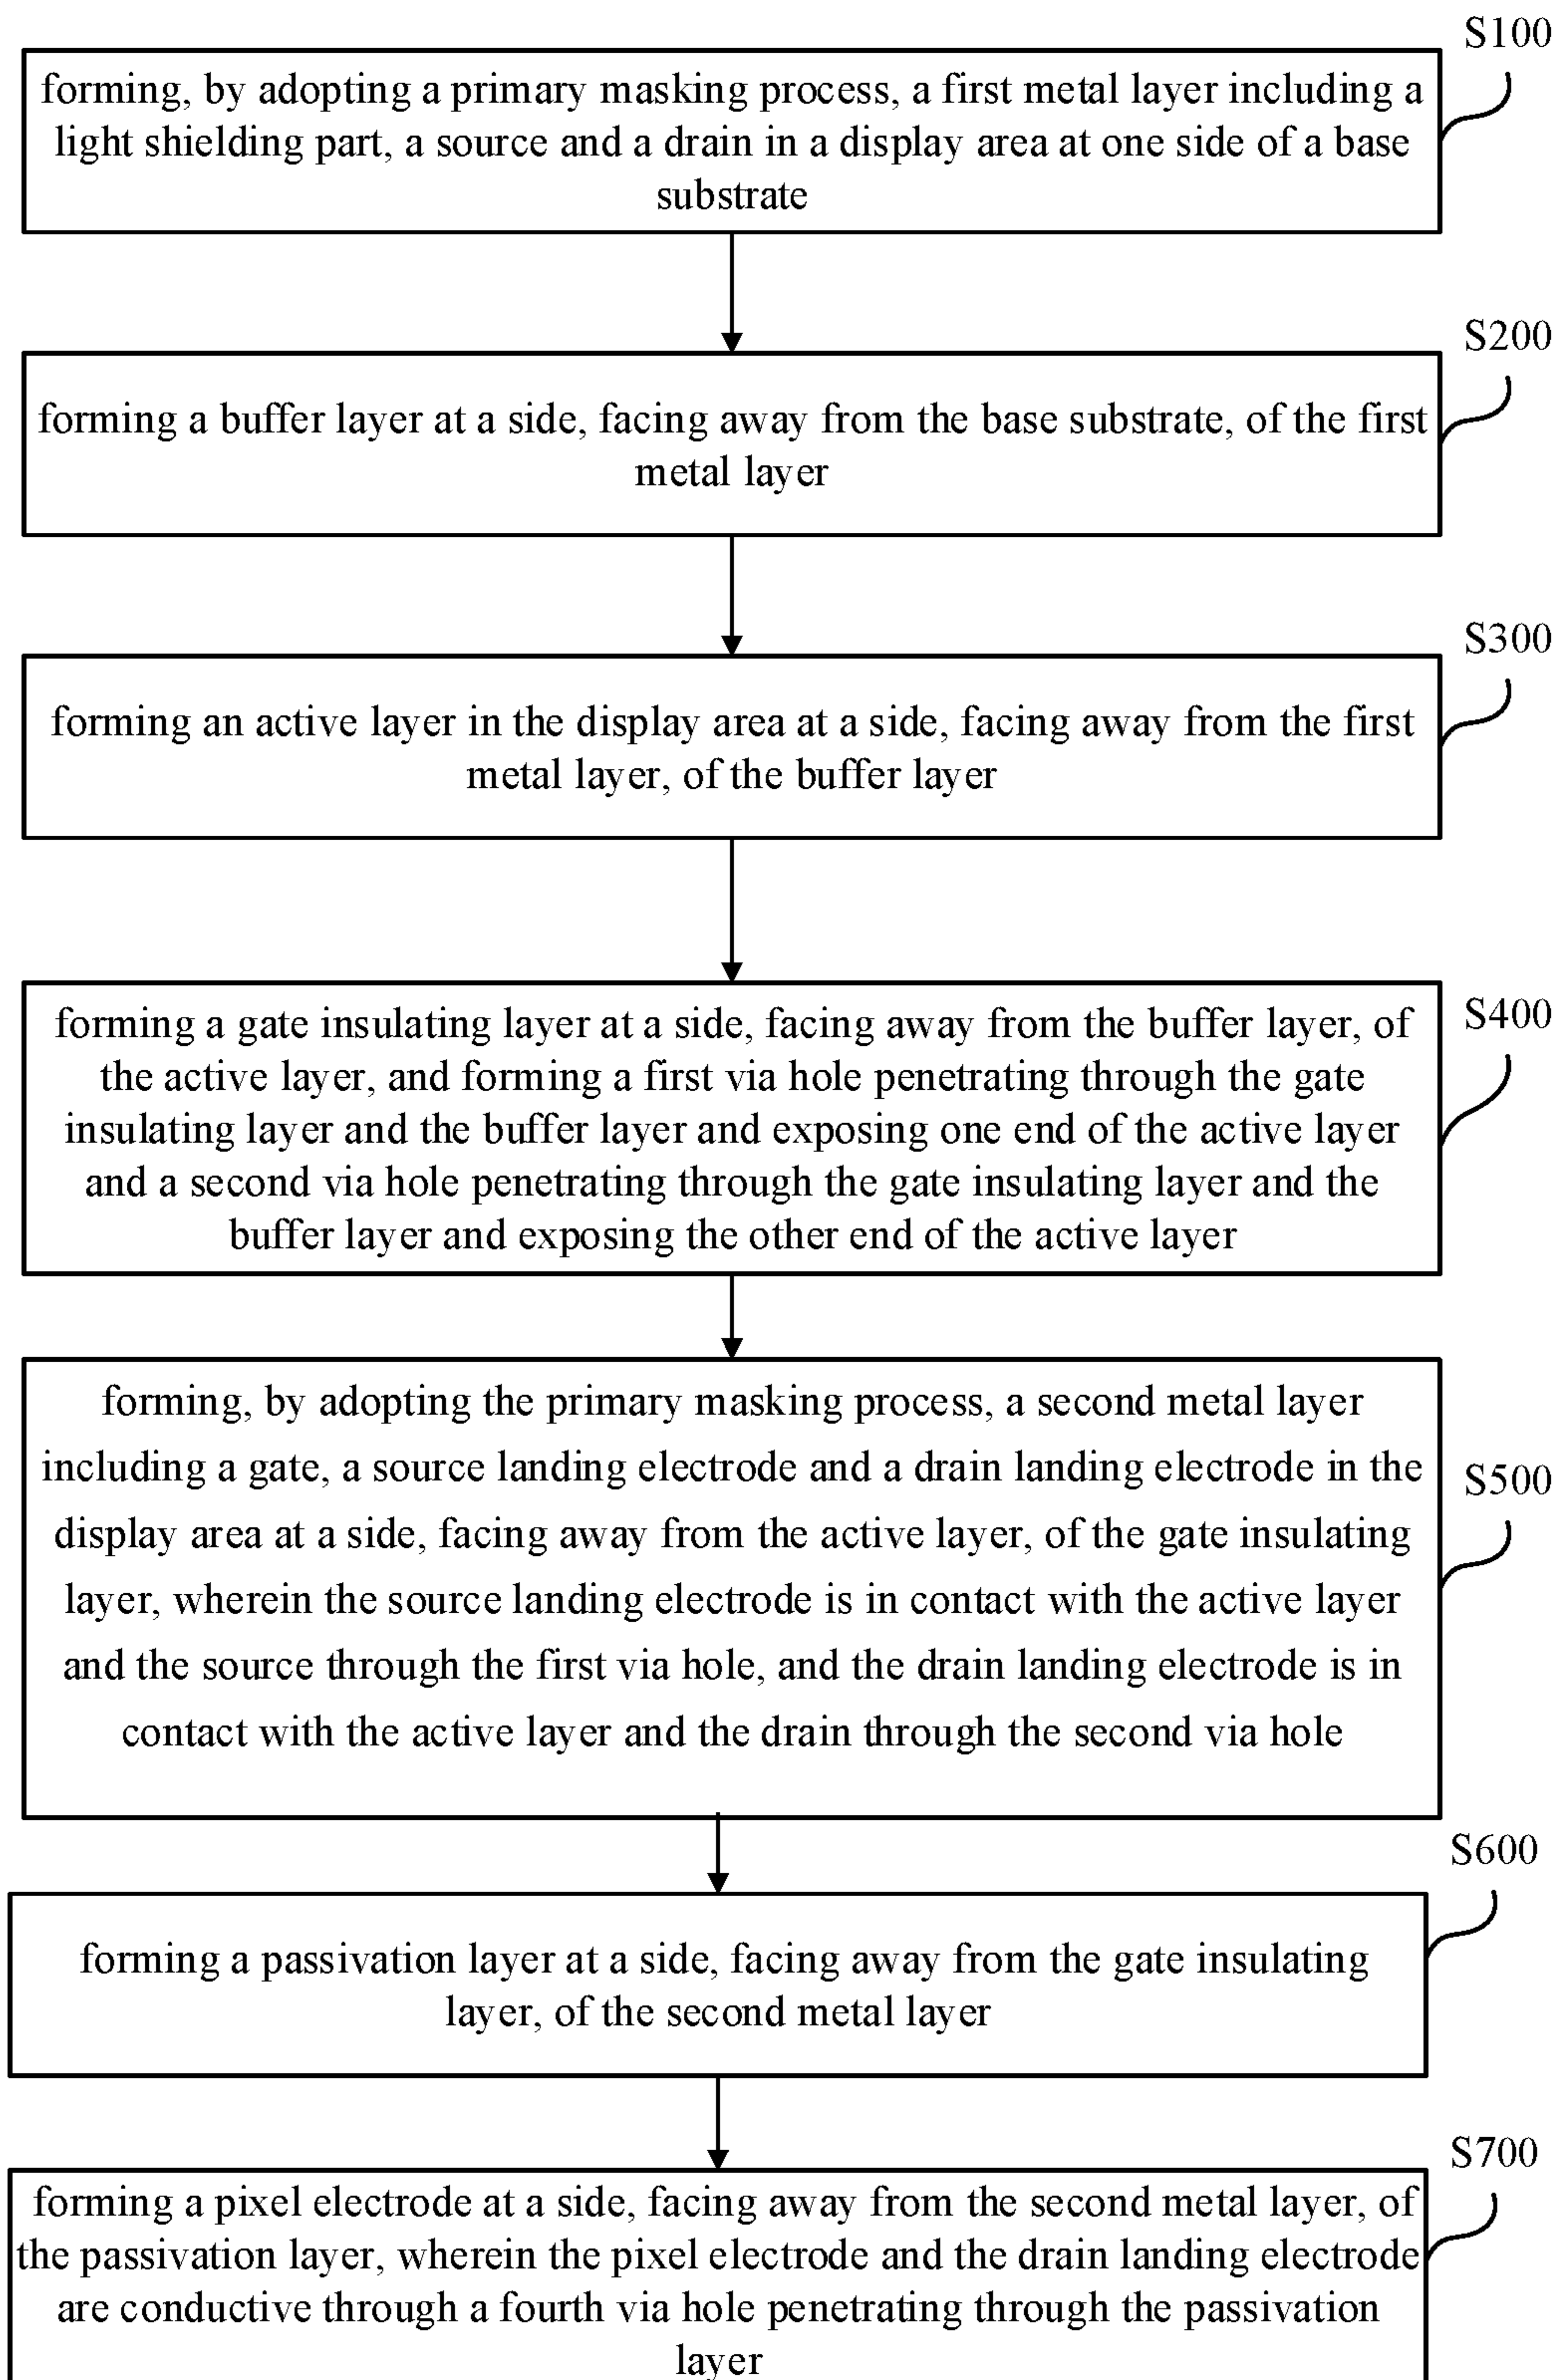 S100
forming, by adopting a primary masking process, a first metal layer including a
light shielding part, a source and a drain in a display area at one side of a base
substrate
S200
forming a buffer layer at a side, facing away from the base substrate, of the first
metal layer
S300
forming an active layer in the display area at a side, facing away from the first
metal layer, of the buffer layer
S400
forming a gate insulating layer at a side, facing away from the buffer layer, of
the active layer, and forming a first via hole penetrating through the gate
insulating layer and the buffer layer and exposing one end of the active layer
and a second via hole penetrating through the gate insulating layer and the
buffer layer and exposing the other end of the active layer
S500
forming, by adopting the primary masking process, a second metal layer
including a gate, a source landing electrode and a drain landing electrode in the
display area at a side, facing away from the active layer, of the gate insulating
layer, wherein the source landing electrode is in contact with the active layer
and the source through the first via hole, and the drain landing electrode is in
contact with the active layer and the drain through the second via hole
S600
forming a passivation layer at a side, facing away from the gate insulating
layer, of the second metal layer
S700
forming a pixel electrode at a side, facing away from the second metal layer, of
the passivation layer, wherein the pixel electrode and the drain landing electrode
are conductive through a fourth via hole penetrating through the passivation
layer